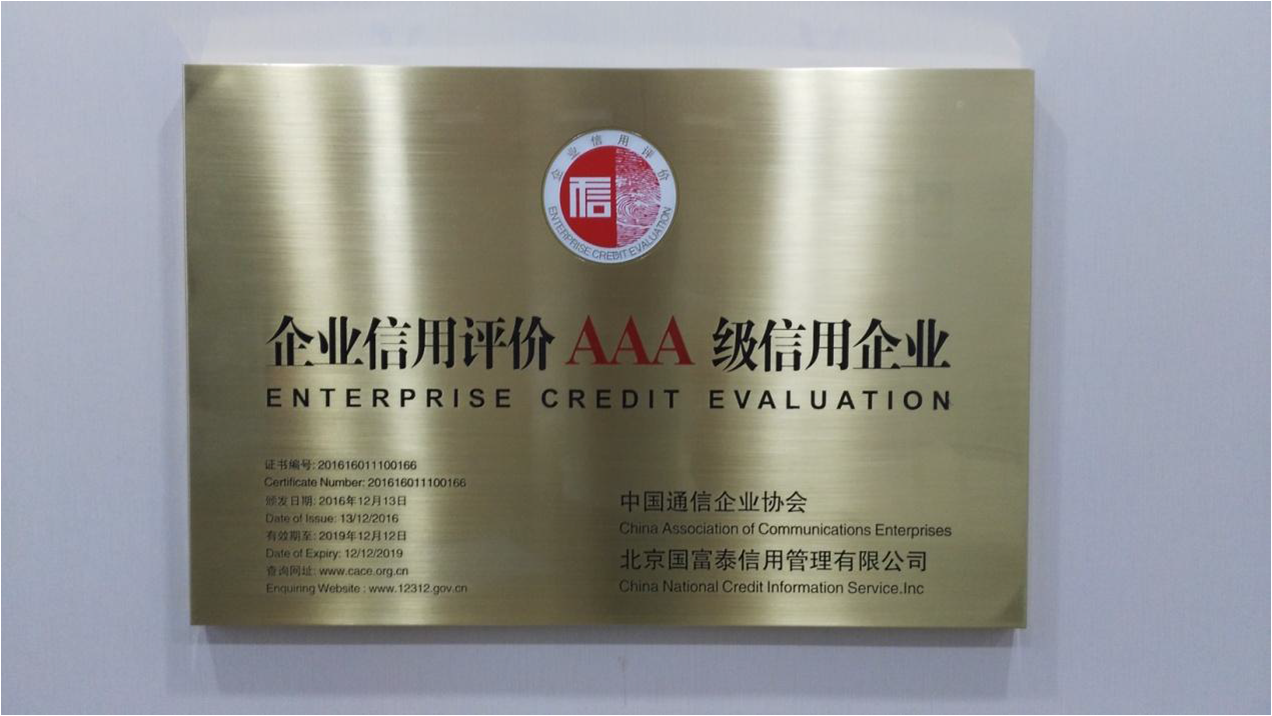 企业信用评价
信
ENTERPRISE CREDIT EVALUATION
企业信用评价AAA级信用企业
ENTERPRISE CREDIT EVALUATION
证书编号: 201616011100166
Certificate Number: 201616011100166
颁发日期: 2016年12月13日
Date of Issue: 13/12/2016
有效期至: 2019年12月12日
Date of Expiry: 12/12/2019
查询网址: www.cace.org.cn
Enquiring Website : www.12312.gov.cn
中国通信企业协会
China Association of Communications Enterprises
北京国富泰信用管理有限公司
China National Credit Information Service.Inc